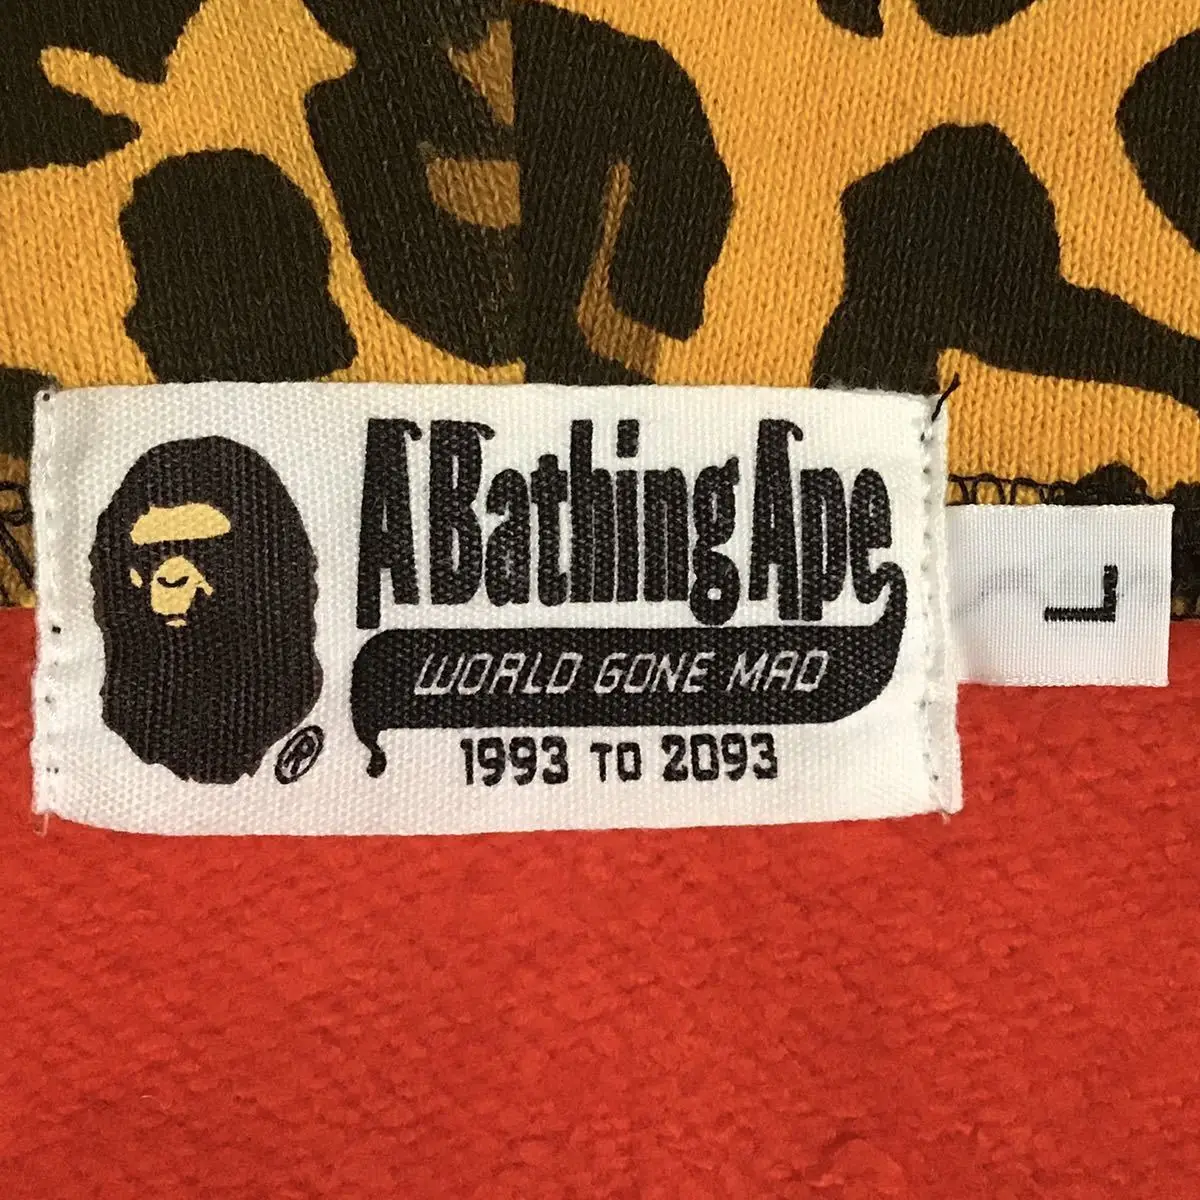 A Bathing Ape
WORLD GONE MAD
1993 TO 2093
®
L